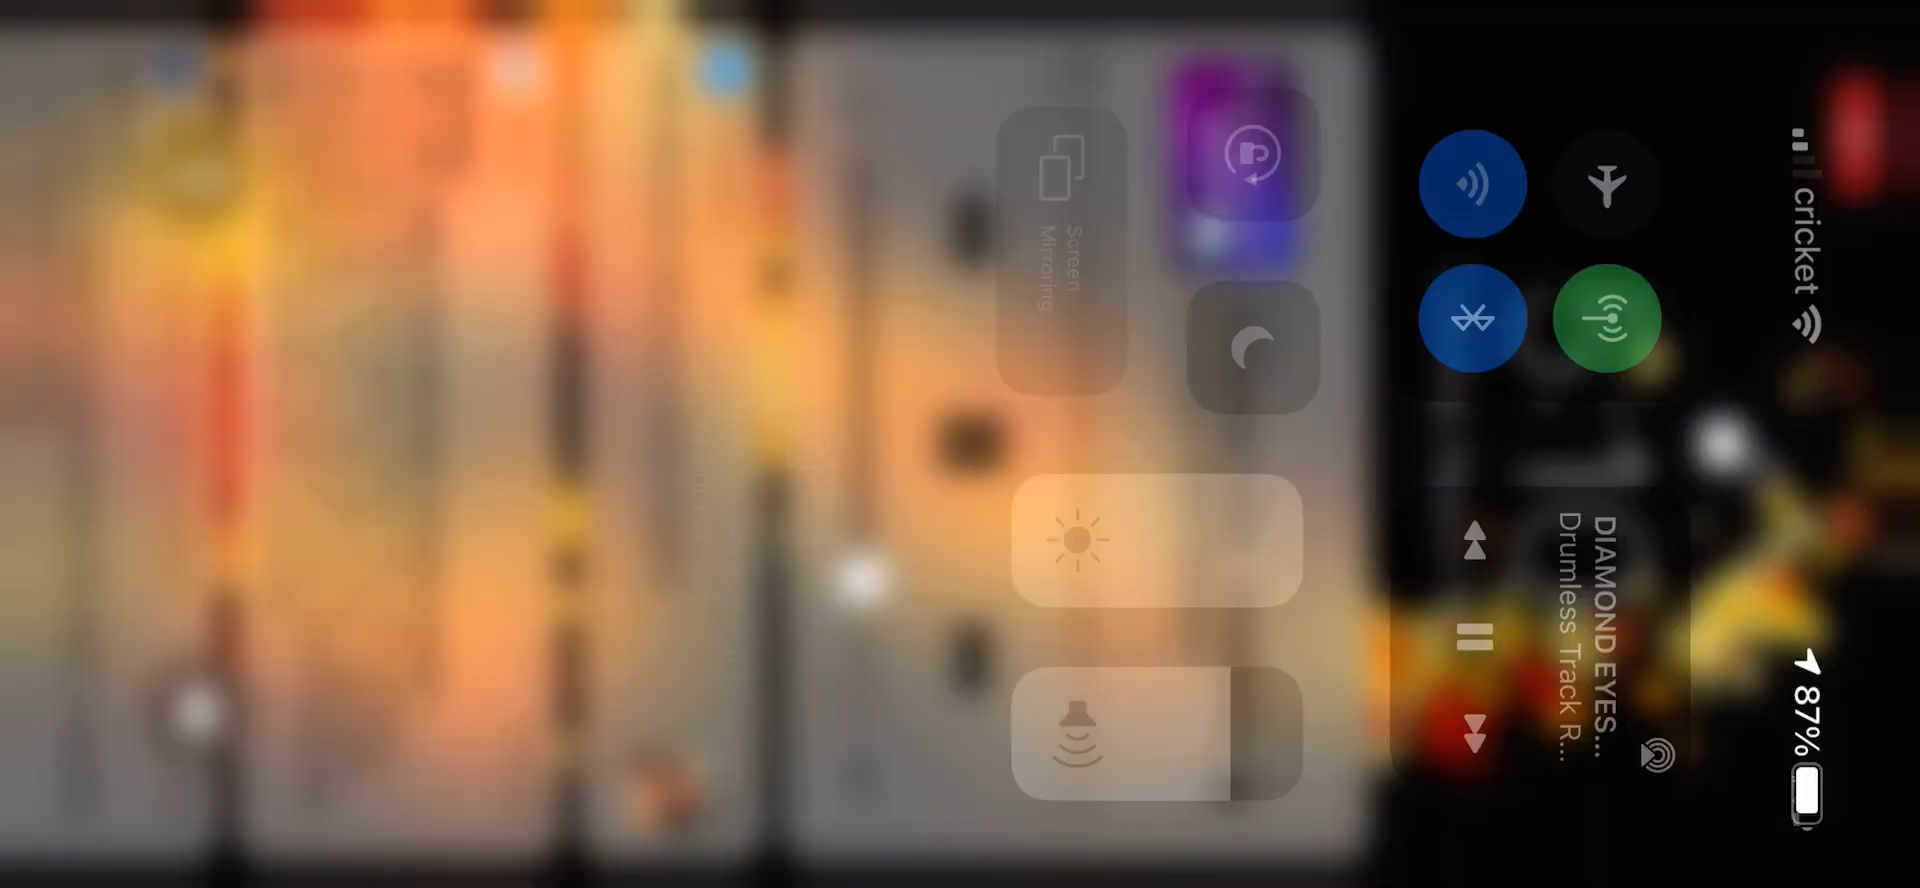 cricket
87%
DIAMOND EYES...
Drumless Track R...
Screen
Mirroring